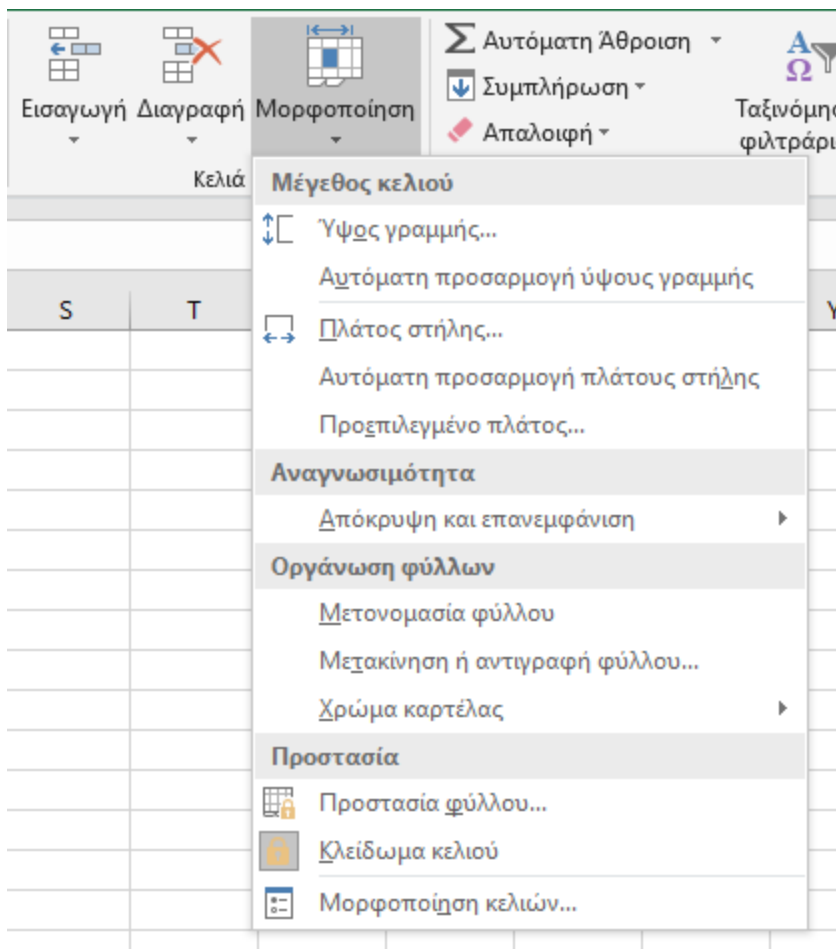 Εισαγωγή Διαγραφή Μορφοποίηση
Σ Αυτόματη Άθροιση
Συμπλήρωση
Απαλοιφή
Α
Ω
Κελιά
Μέγεθος κελιού
Ύψος γραμμής...
Αυτόματη προσαρμογή ύψους γραμμής
Πλάτος στήλης...
Αυτόματη προσαρμογή πλάτους στήλης
Προεπιλεγμένο πλάτος...
Αναγνωσιμότητα
Απόκρυψη και επανεμφάνιση
Οργάνωση φύλλων
Μετονομασία φύλλου
Μετακίνηση ή αντιγραφή φύλλου...
Χρώμα καρτέλας
Προστασία
Προστασία φύλλου...
Κλείδωμα κελιού
Μορφοποίηση κελιών...
S T